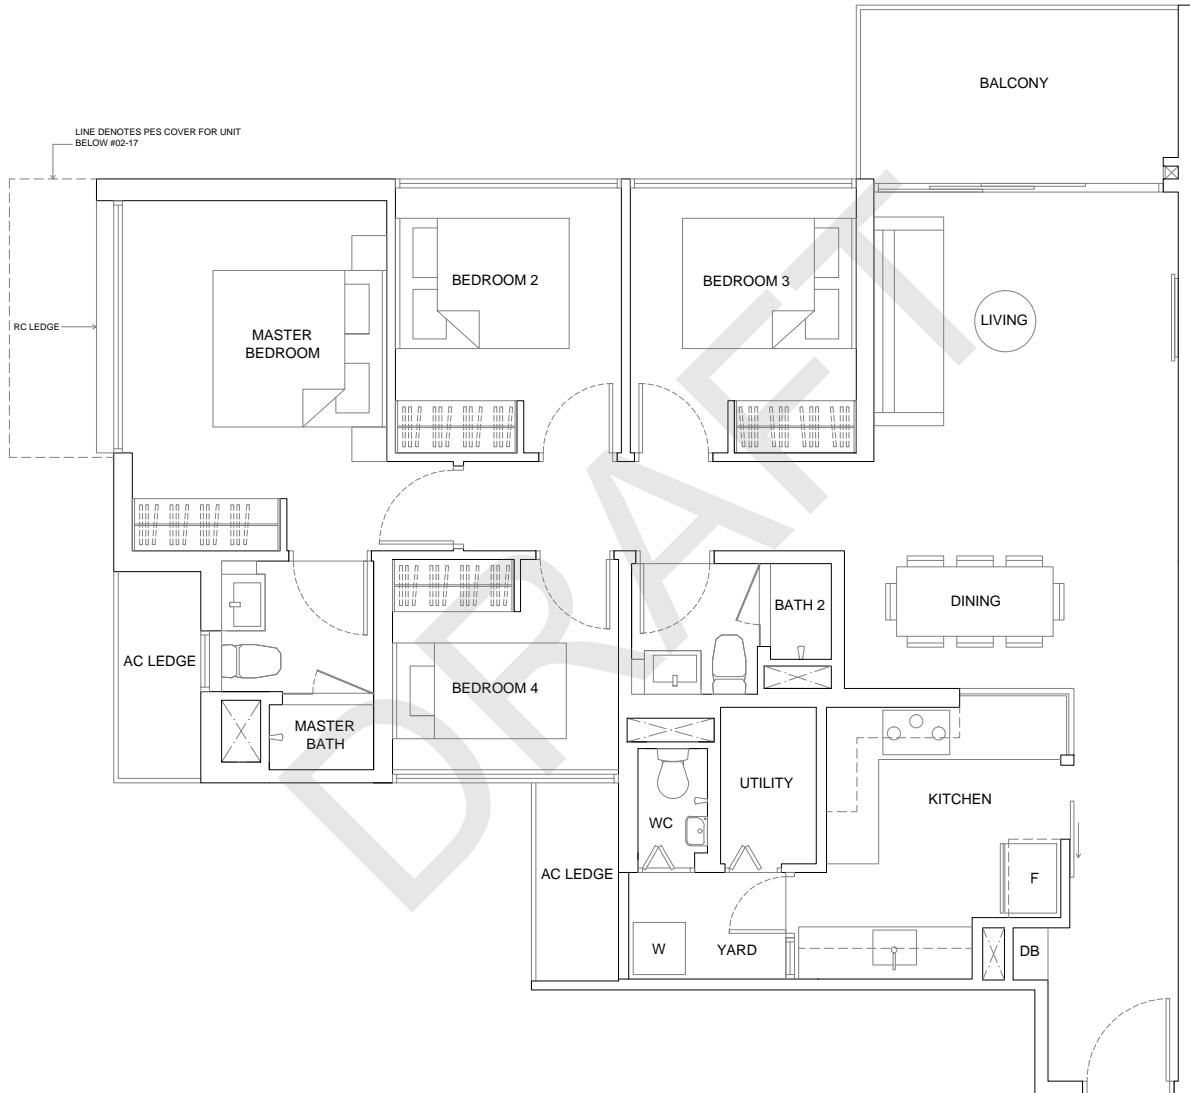 BALCONY
LINE DENOTES PES COVER FOR UNIT
BELOW #02-17
BEDROOM 2
BEDROOM 3
LIVING
RC LEDGE
MASTER
BEDROOM
DRAFT
DINING
BATH 2
AC LEDGE
BEDROOM 4
MASTER
BATH
UTILITY
KITCHEN
WC
AC LEDGE
F
W
YARD
DB